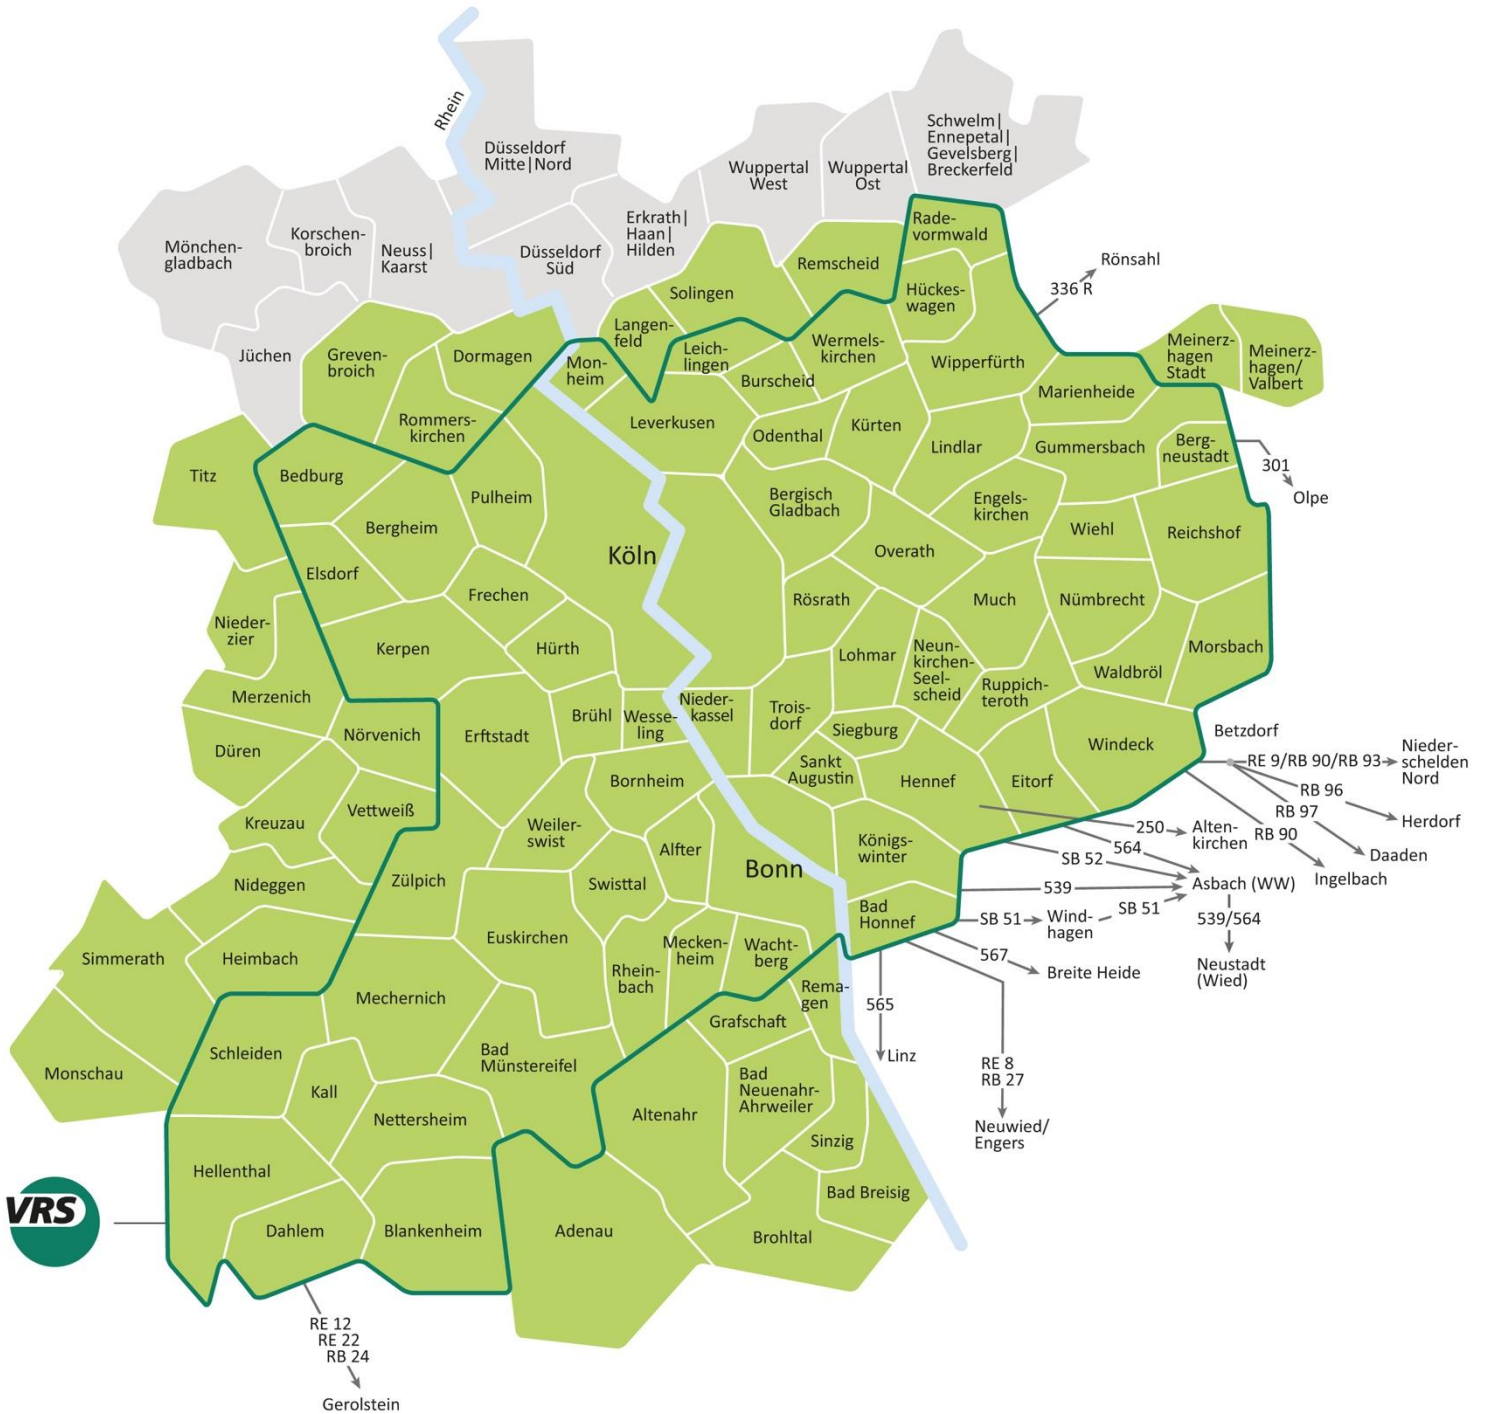 Rhein
Düsseldorf
Mitte|Nord
Schwelm|
Ennepetal|
Gevelsberg|
Breckerfeld
Wuppertal
West
Wuppertal
Ost
Mönchen-
gladbach
Korschen-
broich
Neuss|
Kaarst
Düsseldorf
Süd
Erkrath|
Haan|
Hilden
Rade-
vormwald
Remscheid
Solingen
Hückes-
wagen
Rönsahl
336 R
Jüchen
Greven-
broich
Dormagen
Mon-
heim
Langen-
feld
Leich-
lingen
Wermels-
kirchen
Burscheid
Wipperfürth
Meinerz-
hagen
Stadt
Meinerz-
hagen/
Valbert
Marienheide
Rommers-
kirchen
Leverkusen
Odenthal
Kürten
Lindlar
Gummersbach
Berg-
neustadt
301
Olpe
Titz
Bedburg
Pulheim
Bergheim
Köln
Bergisch
Gladbach
Engels-
kirchen
Wiehl
Reichshof
Overath
Elsdorf
Frechen
Rösrath
Much
Nümbrecht
Nieder-
zier
Kerpen
Hürth
Lohmar
Neun-
kirchen-
Seel-
scheid
Ruppich-
teroth
Waldbröl
Morsbach
Merzenich
Düren
Nörvenich
Erftstadt
Brühl
Wesse-
ling
Nieder-
kassel
Trois-
dorf
Siegburg
Sankt
Augustin
Hennef
Eitorf
Windeck
Betzdorf
RE 9/RB 90/RB 93
Nieder-
schelden
Nord
RB 96
Herdorf
RB 97
Daaden
RB 90
Ingelbach
Kreuzau
Vettweiß
Bornheim
Weiler-
swist
Alfter
Bonn
Königs-
winter
250
Alten-
kirchen
564
SB 52
539
Asbach (WW)
SB 51
Wind-
hagen
SB 51
539/564
Neustadt
(Wied)
567
Breite Heide
Nideggen
Zülpich
Swisttal
Bad
Honnef
Simmerath
Heimbach
Euskirchen
Rhein-
bach
Mecken-
heim
Wacht-
berg
Rema-
gen
565
Linz
Monschau
Schleiden
Mechernich
Grafschaft
Kall
Bad
Münstereifel
Nettersheim
Altenahr
Bad
Neuenahr-
Ahrweiler
Sinzig
RE 8
RB 27
Neuwied/
Engers
Hellenthal
Dahlem
Blankenheim
Adenau
Bad Breisig
Brohltal
VRS
RE 12
RE 22
RB 24
Gerolstein